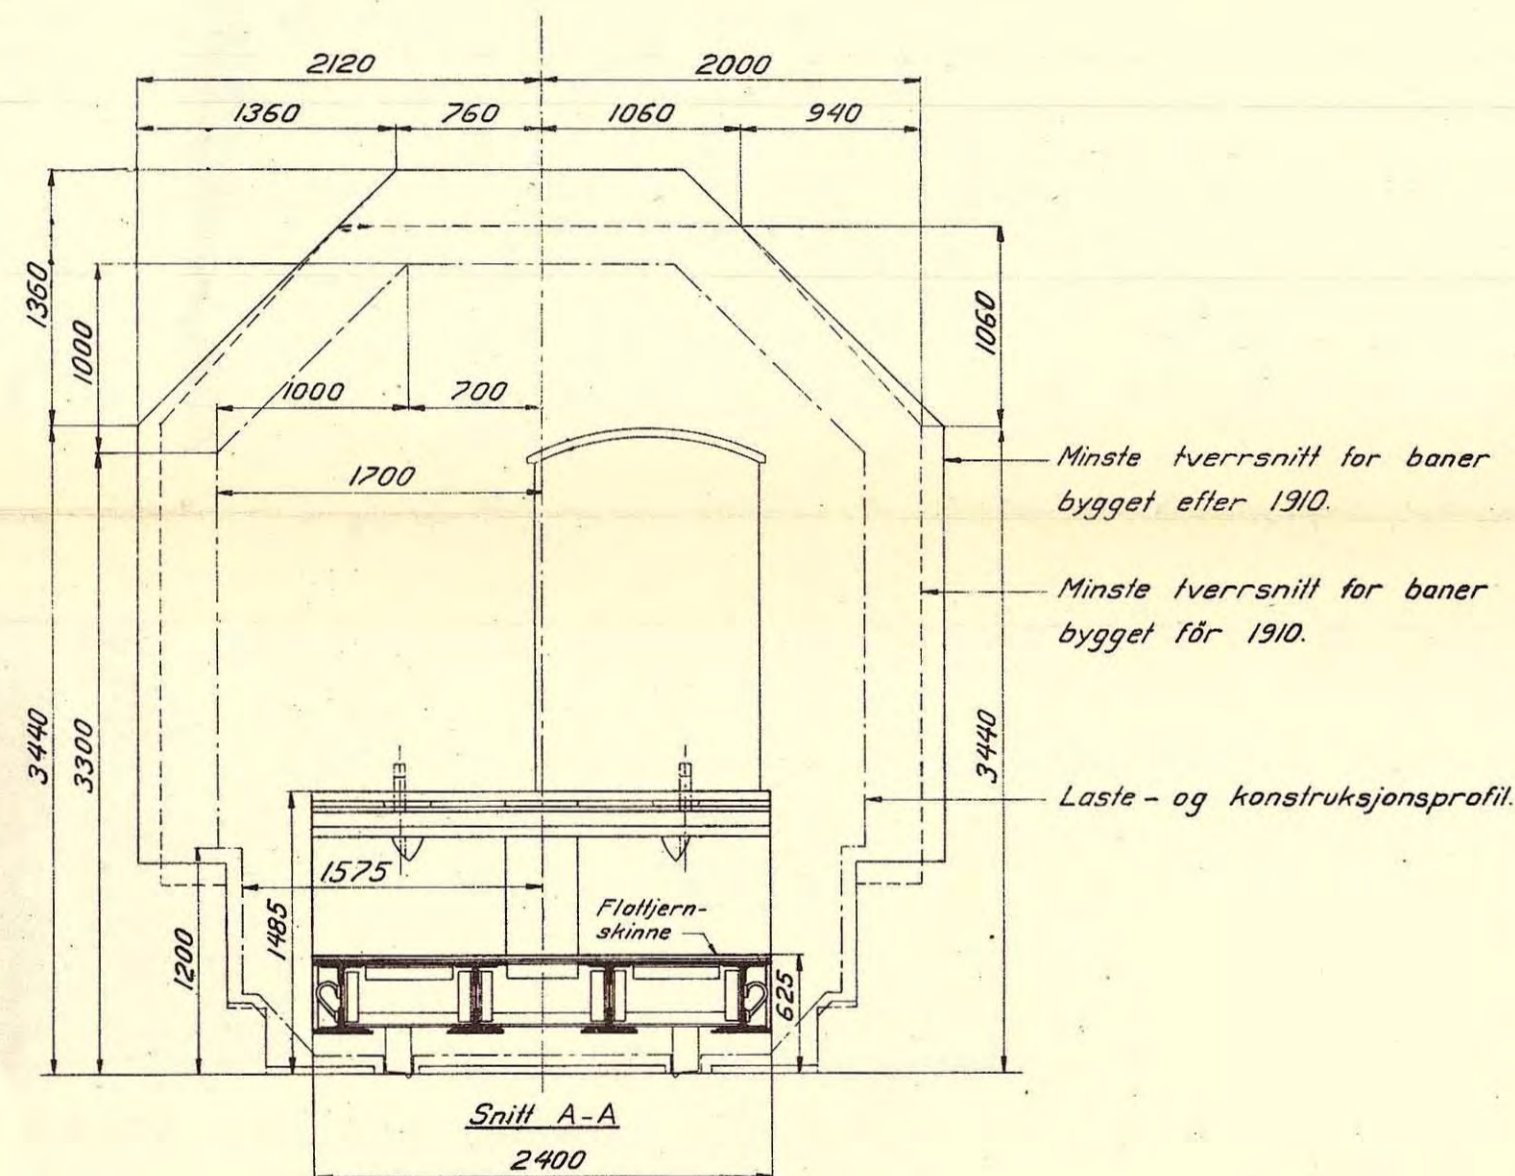 2120 2000
1360 760 1060 940
1360
1000
1060
1000 700
1700
Minste tverrsnitt for baner
bygget efter 1910.
Minste tverrsnitt for baner
bygget för 1910.
3440
3300
3440
Laste- og konstruksjonsprofil.
1575
1200
1485
Flattjern-
skinne
625
Snitt A-A
2400